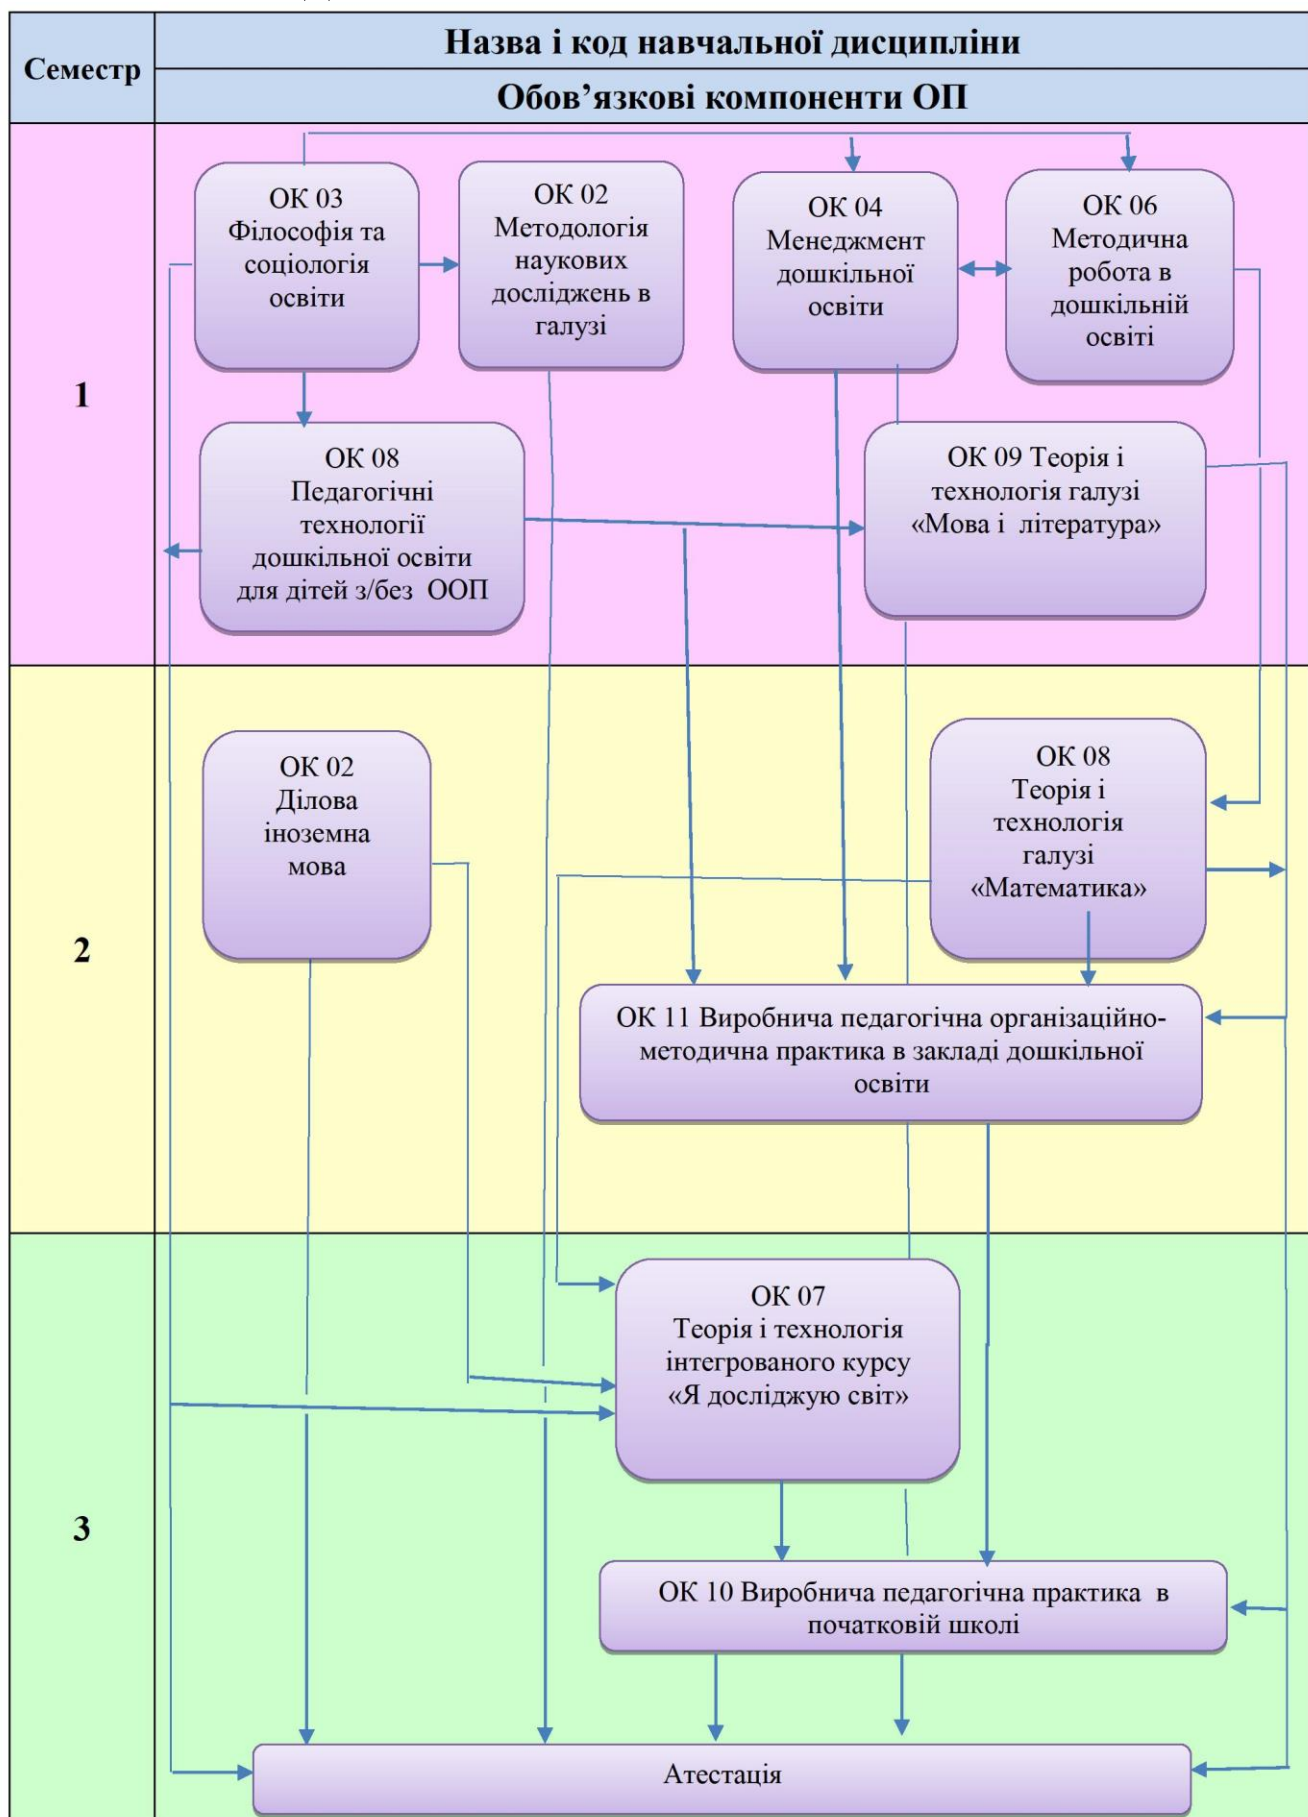 Семестр
Назва і код навчальної дисципліни
Обов’язкові компоненти ОП
1
ОК 03
Філософія та
соціологія
освіти
ОК 02
Методологія
наукових
досліджень в
галузі
ОК 04
Менеджмент
дошкільної
освіти
ОК 06
Методична
робота в
дошкільній
освіті
ОК 08
Педагогічні
технології
дошкільної освіти
для дітей з/без ООП
ОК 09 Теорія і
технологія галузі
«Мова і література»
2
ОК 02
Ділова
іноземна
мова
ОК 08
Теорія і
технологія
галузі
«Математика»
ОК 11 Виробнича педагогічна організаційно-
методична практика в закладі дошкільної
освіти
3
ОК 07
Теорія і технологія
інтегрованого курсу
«Я досліджую світ»
ОК 10 Виробнича педагогічна практика в
початковій школі
Атестація